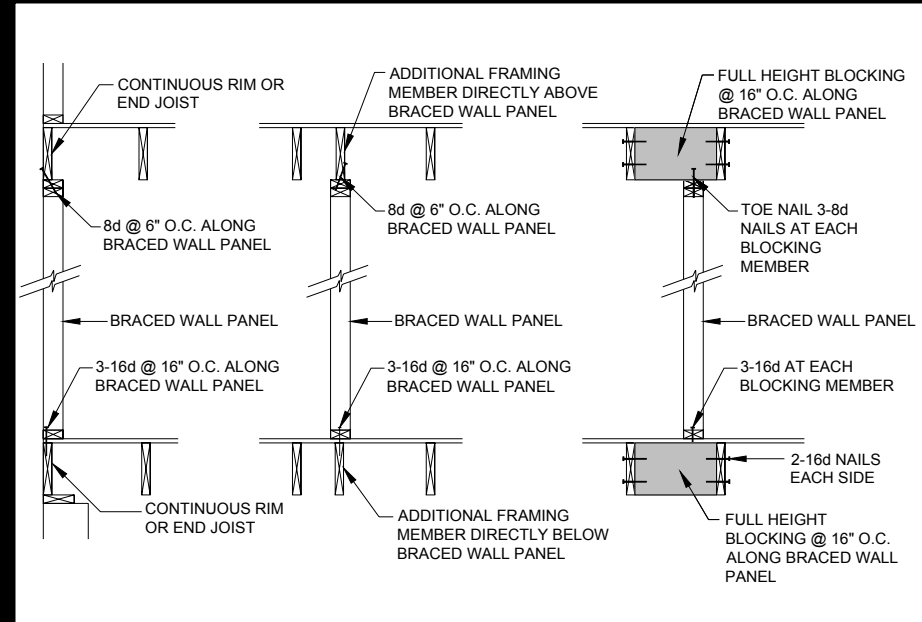 CONTINUOUS RIM OR
END JOIST
8d @ 6" O.C. ALONG
BRACED WALL PANEL
BRACED WALL PANEL
3-16d @ 16" O.C. ALONG
BRACED WALL PANEL
CONTINUOUS RIM
OR END JOIST
ADDITIONAL FRAMING
MEMBER DIRECTLY ABOVE
BRACED WALL PANEL
8d @ 6" O.C. ALONG
BRACED WALL PANEL
BRACED WALL PANEL
3-16d @ 16" O.C. ALONG
BRACED WALL PANEL
ADDITIONAL FRAMING
MEMBER DIRECTLY BELOW
BRACED WALL PANEL
FULL HEIGHT BLOCKING
@ 16" O.C. ALONG
BRACED WALL PANEL
TOE NAIL 3-8d
NAILS AT EACH
BLOCKING
MEMBER
BRACED WALL PANEL
3-16d AT EACH
BLOCKING MEMBER
2-16d NAILS
EACH SIDE
FULL HEIGHT
BLOCKING @ 16" O.C.
ALONG BRACED WALL
PANEL